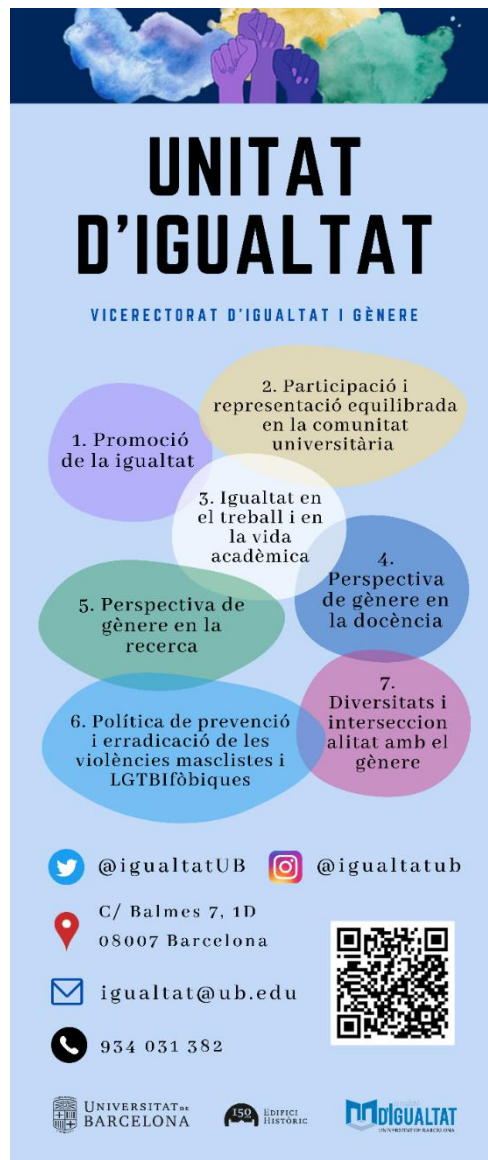 UNITAT
D'IGUALTAT
VICERECTORAT D'IGUALTAT I GÈNERE
1. Promoció
de la igualtat
2. Participació i
representació equilibrada
en la comunitat
universitària
3. Igualtat en
el treball i en
la vida
acadèmica
4.
Perspectiva
de gènere en
la docència
5. Perspectiva de
gènere en la
recerca
6. Política de prevenció
i erradicació de les
violències masclistes i
LGTBIfòbiques
7.
Diversitats i
interseccion
alitat amb el
gènere
@igualtatUB
@igualtatub
C/ Balmes 7, 1D
08007 Barcelona
igualtat@ub.edu
934 031 382
UNIVERSITAT DE
BARCELONA
150
EDIFICI
HISTÒRIC
D'IGUALTAT
UNIVERSITAT DE BARCELONA